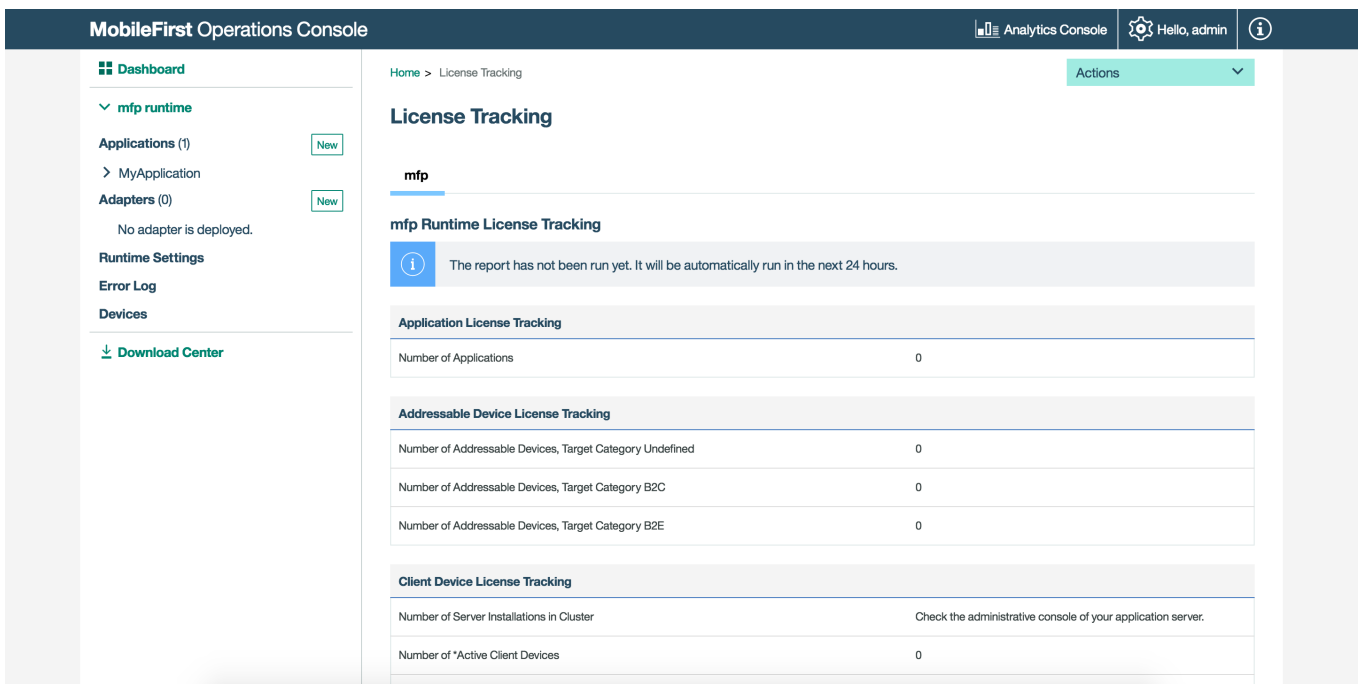 MobileFirst Operations Console
Analytics Console
Hello, admin
Dashboard
mfp runtime
Applications (1)
New
MyApplication
Adapters (0)
New
No adapter is deployed.
Runtime Settings
Error Log
Devices
Download Center
Home > License Tracking
Actions
License Tracking
mfp
mfp Runtime License Tracking
The report has not been run yet. It will be automatically run in the next 24 hours.
Application License Tracking
Number of Applications 0
Addressable Device License Tracking
Number of Addressable Devices, Target Category Undefined 0
Number of Addressable Devices, Target Category B2C 0
Number of Addressable Devices, Target Category B2E 0
Client Device License Tracking
Number of Server Installations in Cluster Check the administrative console of your application server.
Number of *Active Client Devices 0